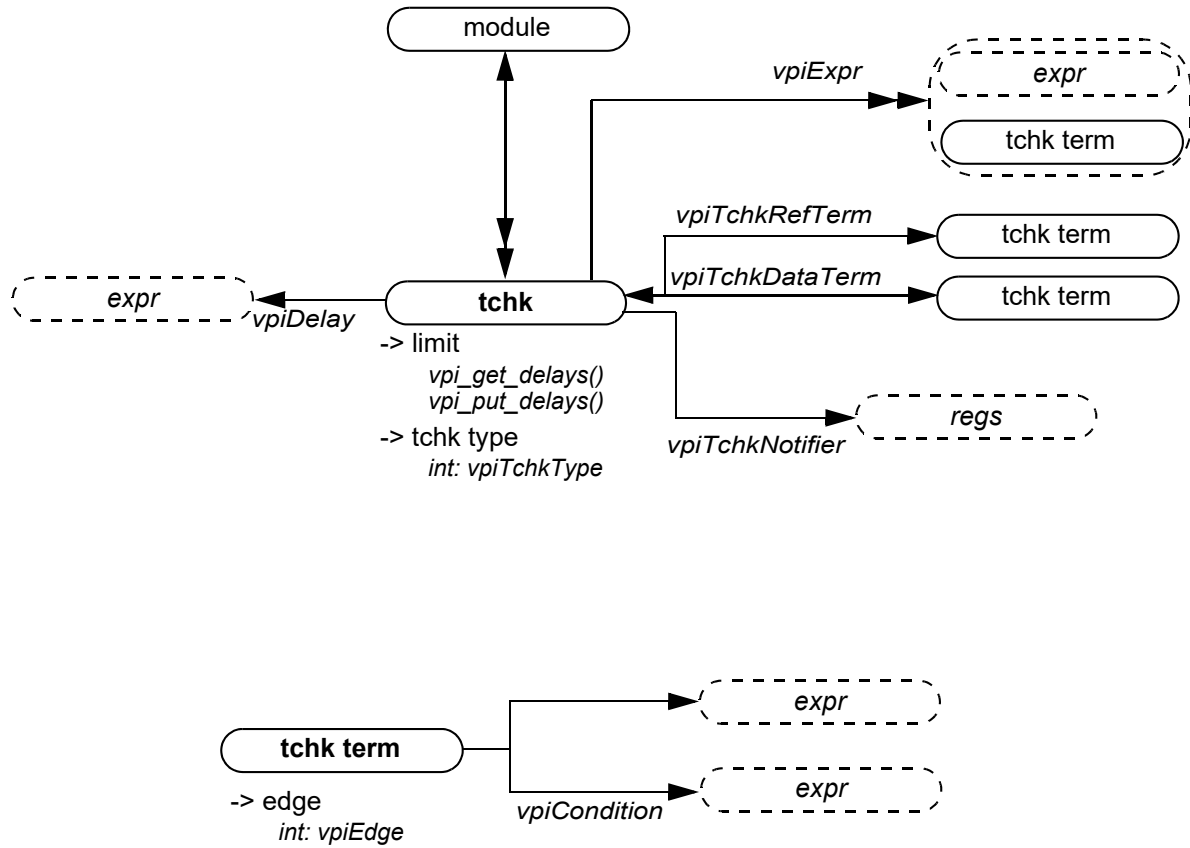 module
vpiExpr
expr
tchk term
vpiTchkRefTerm
tchk term
vpiTchkDataTerm
tchk term
expr
vpiDelay
tchk
-> limit
vpi_get_delays()
vpi_put_delays()
-> tchk type
int: vpiTchkType
vpiTchkNotifier
regs
tchk term
-> edge
int: vpiEdge
expr
vpiCondition
expr